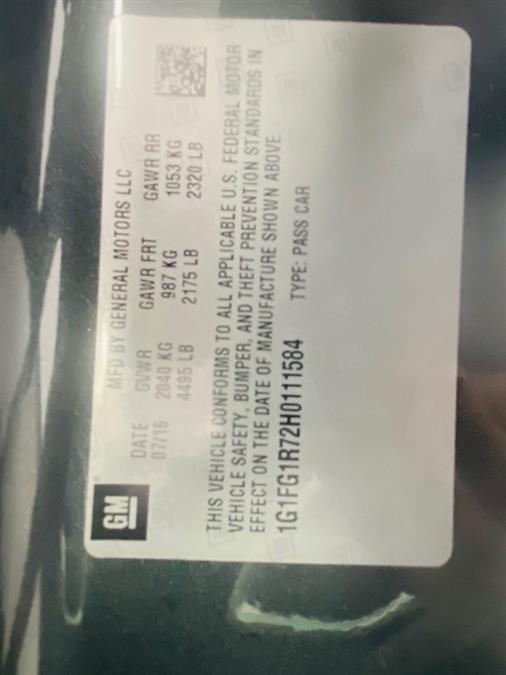 GM
MFD BY GENERAL MOTORS LLC
DATE GVWR GAWR FRT GAWR RR
07/16 2040 KG 987 KG 1053 KG
4495 LB 2175 LB 2320 LB
THIS VEHICLE CONFORMS TO ALL APPLICABLE U.S. FEDERAL MOTOR
VEHICLE SAFETY, BUMPER, AND THEFT PREVENTION STANDARDS IN
EFFECT ON THE DATE OF MANUFACTURE SHOWN ABOVE
1G1FG1R72H0111584 TYPE: PASS CAR